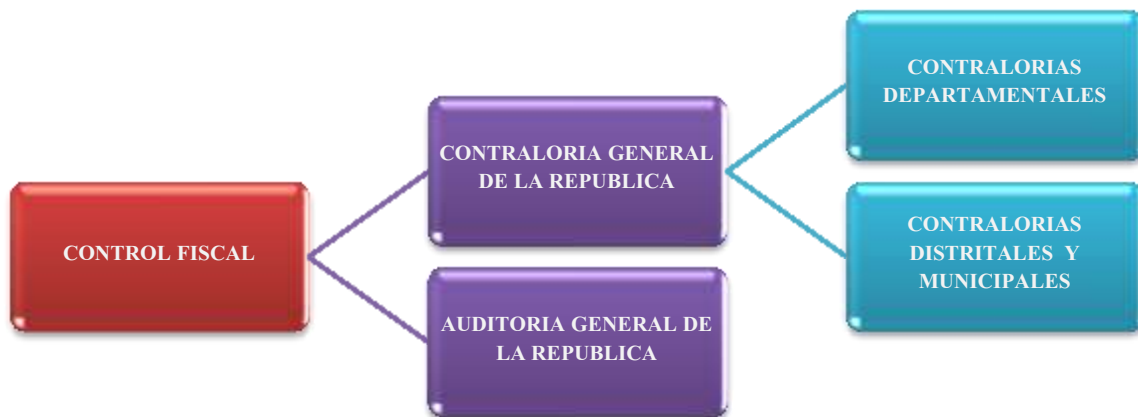 CONTROL FISCAL
CONTRALORIA GENERAL
DE LA REPUBLICA
AUDITORIA GENERAL DE
LA REPUBLICA
CONTRALORIAS
DEPARTAMENTALES
CONTRALORIAS
DISTRITALES Y
MUNICIPALES